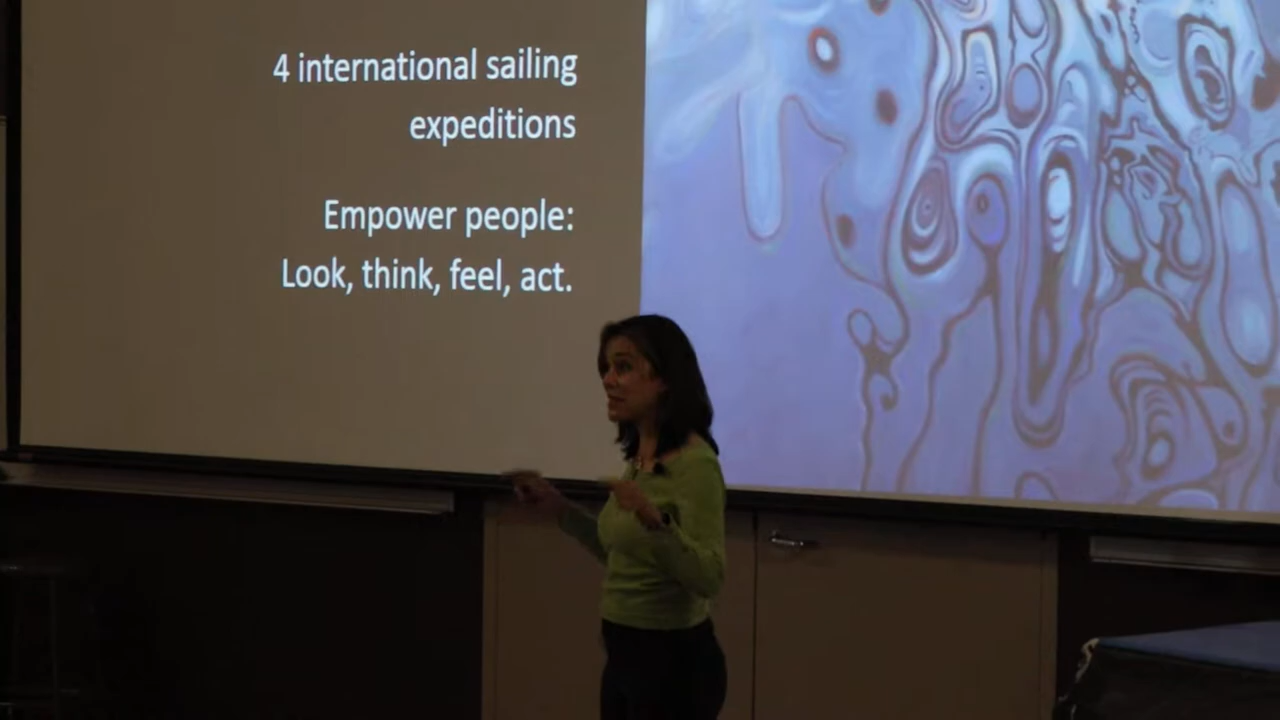 4 international sailing
expeditions
Empower people:
Look, think, feel, act.